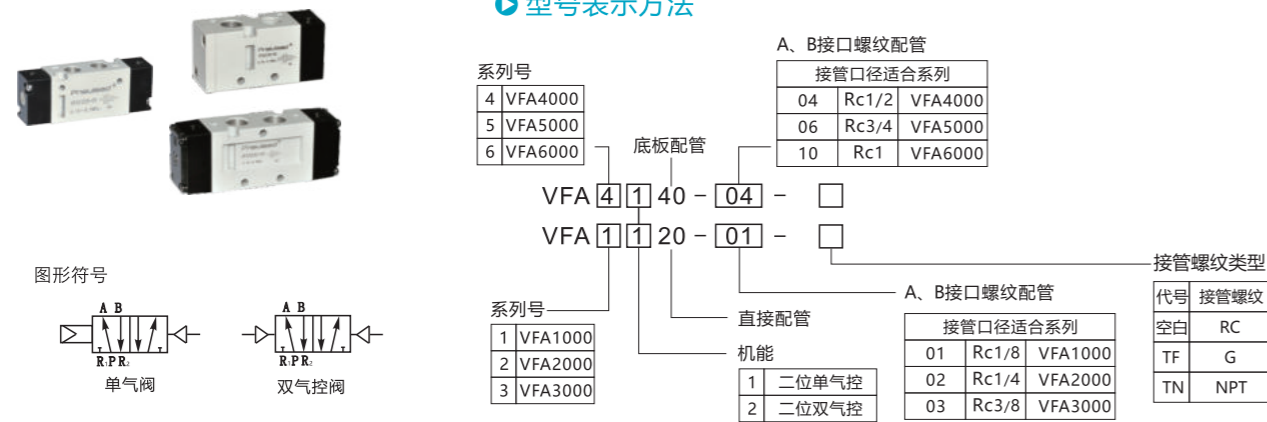 型号表示方法
A、B接口螺纹配管
接管口径适合系列
04 Rc1/2 VFA4000
06 Rc3/4 VFA5000
10 Rc1 VFA6000
系列号
4 VFA4000
5 VFA5000
6 VFA6000
底板配管
VFA 4 1 40 - 04 - □
VFA 1 1 20 - 01 - □
接管螺纹类型
代号 接管螺纹
空白 RC
TF G
TN NPT
A、B接口螺纹配管
接管口径适合系列
01 Rc1/8 VFA1000
02 Rc1/4 VFA2000
03 Rc3/8 VFA3000
直接配管
机能
1 二位单气控
2 二位双气控
系列号
1 VFA1000
2 VFA2000
3 VFA3000
图形符号
A B
R₁PR₂
单气阀
A B
R₁PR₂
双气控阀